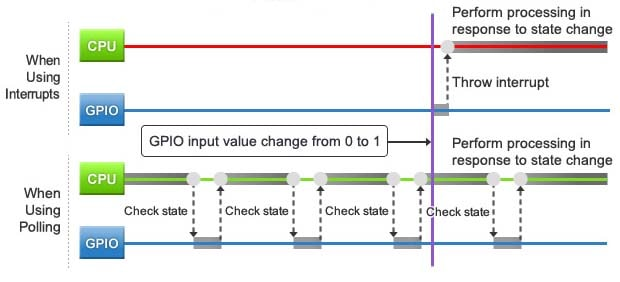 Perform processing in
response to state change
CPU
When
Using
Interrupts
Throw interrupt
GPIO
GPIO input value change from 0 to 1
Perform processing in
response to state change
CPU
When
Using
Polling
Check state
Check state
Check state
Check state
GPIO